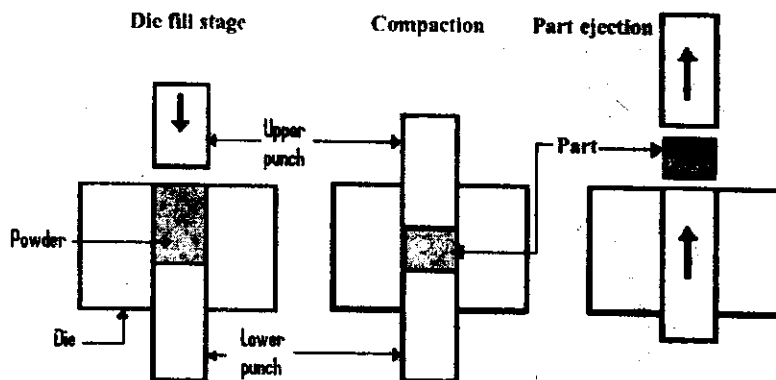 Die fill stage
Compaction
Part ejection
Upper
punch
Part
Powder
Die
Lower
punch